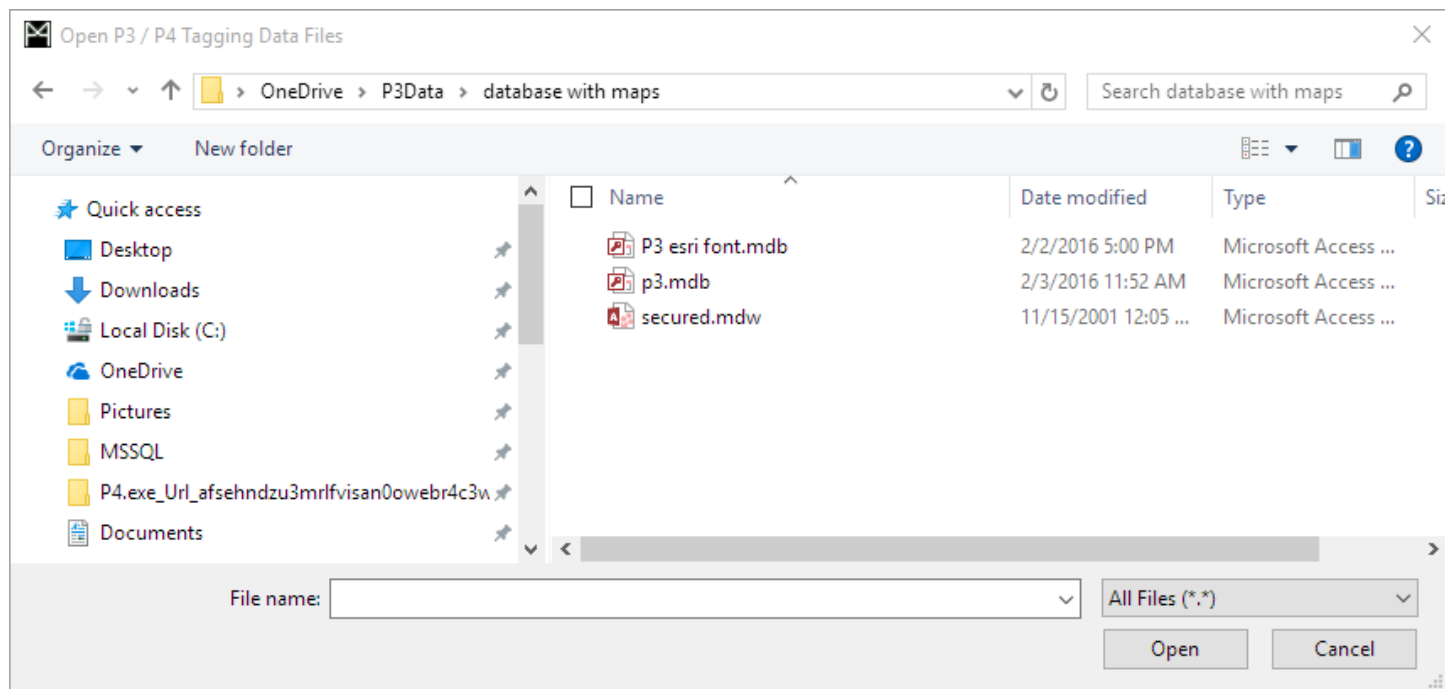 Open P3 / P4 Tagging Data Files
OneDrive > P3Data > database with maps
Search database with maps
Organize
New folder
Name
Date modified
Type
Siz
Quick access
Desktop
Downloads
Local Disk (C:)
OneDrive
Pictures
MSSQL
P4.exe_Url_afsehndzu3mrlfvisan0owebr4c3w
Documents
P3 esri font.mdb 2/2/2016 5:00 PM Microsoft Access ...
p3.mdb 2/3/2016 11:52 AM Microsoft Access ...
secured.mdw 11/15/2001 12:05 ... Microsoft Access ...
File name:
All Files (*.*)
Open
Cancel